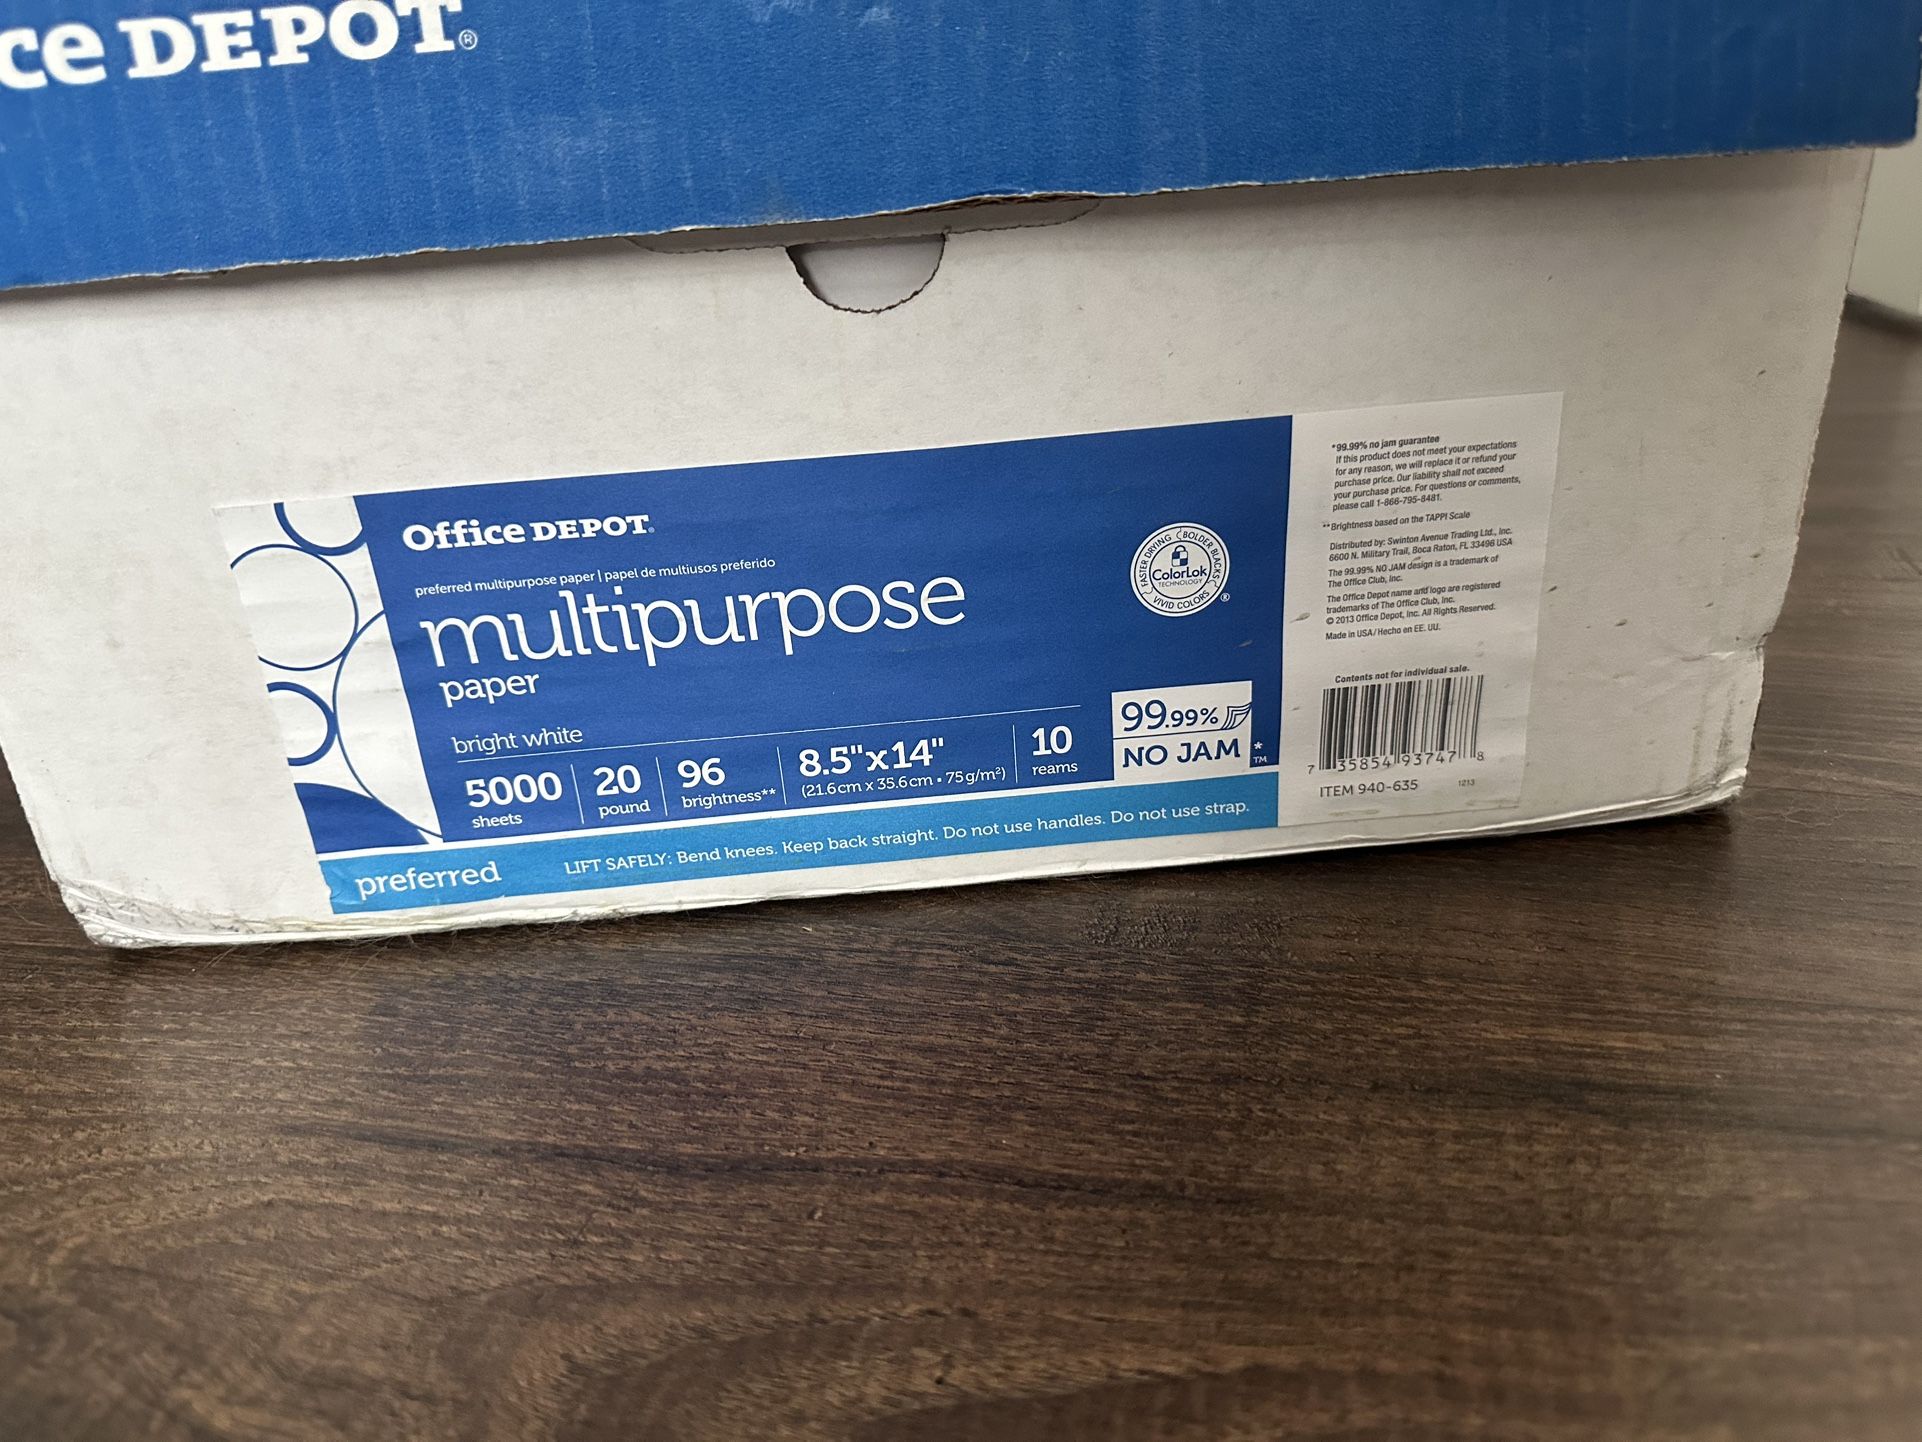 ce DEPOT®
Office DEPOT®
preferred multipurpose paper | papel de multiusos preferido
multipurpose
paper
bright white
5000
sheets
20
pound
96
brightness**
8.5"x14"
(21.6cm x 35.6cm • 75g/m²)
10
reams
FASTER DRYING
BOLDER BLACKS
ColorLok
TECHNOLOGY
VIVID COLORS
®
99.99%
NO JAM*
TM
preferred
LIFT SAFELY: Bend knees. Keep back straight. Do not use handles. Do not use strap.
*99.99% no jam guarantee
If this product does not meet your expectations
for any reason, we will replace it or refund your
purchase price. Our liability shall not exceed
your purchase price. For questions or comments,
please call 1-866-795-8481.
**Brightness based on the TAPPI Scale
Distributed by: Swinton Avenue Trading Ltd., Inc.
6600 N. Military Trail, Boca Raton, FL 33496 USA
The 99.99% NO JAM design is a trademark of
The Office Club, Inc.
The Office Depot name and logo are registered
trademarks of The Office Club, Inc.
© 2013 Office Depot, Inc. All Rights Reserved.
Made in USA/Hecho en EE. UU.
Contents not for individual sale.
7 35854 93747 8
ITEM 940-635
1213